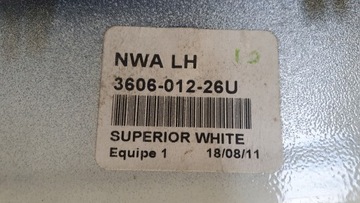 NWA LH
3606-012-26U
SUPERIOR WHITE
Equipe 1 18/08/11